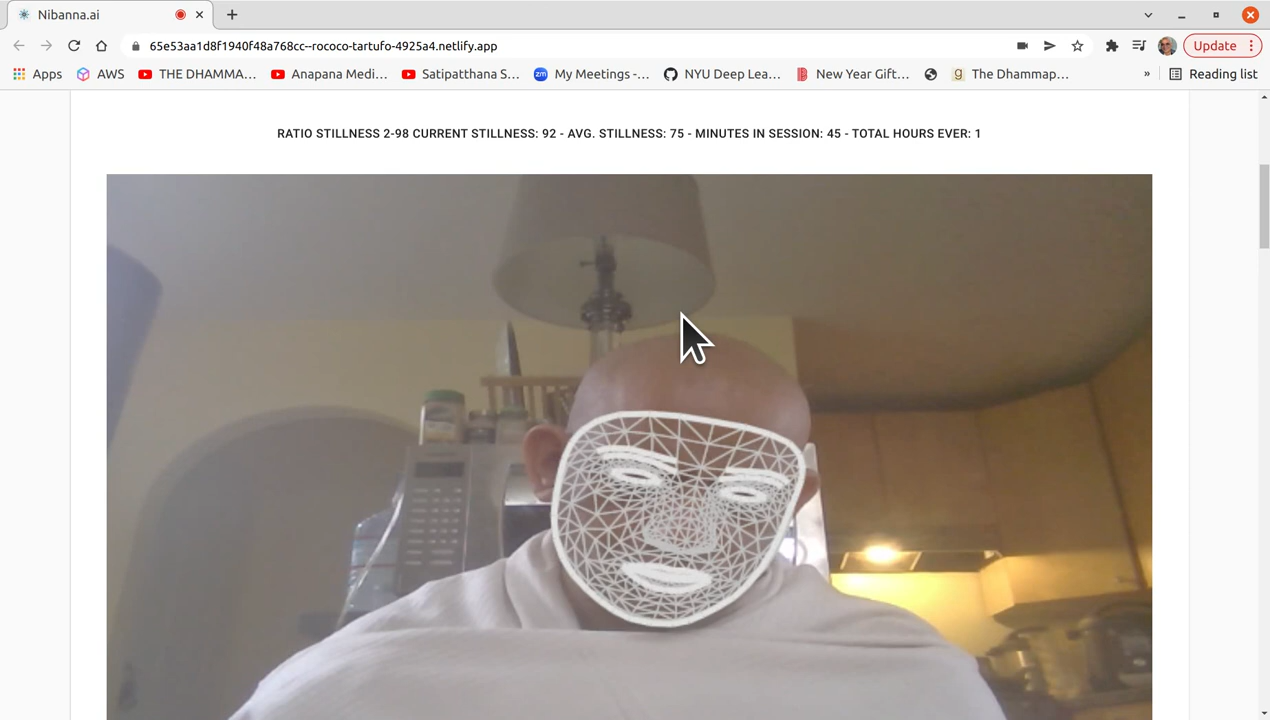 Nibanna.ai
65e53aa1d8f1940f48a768cc--rococo-tartufo-4925a4.netlify.app
Update
Apps AWS THE DHAMMA... Anapana Medi... Satipatthana S... My Meetings -... NYU Deep Lea... New Year Gift... The Dhammap... » Reading list
RATIO STILLNESS 2-98 CURRENT STILLNESS: 92 - AVG. STILLNESS: 75 - MINUTES IN SESSION: 45 - TOTAL HOURS EVER: 1